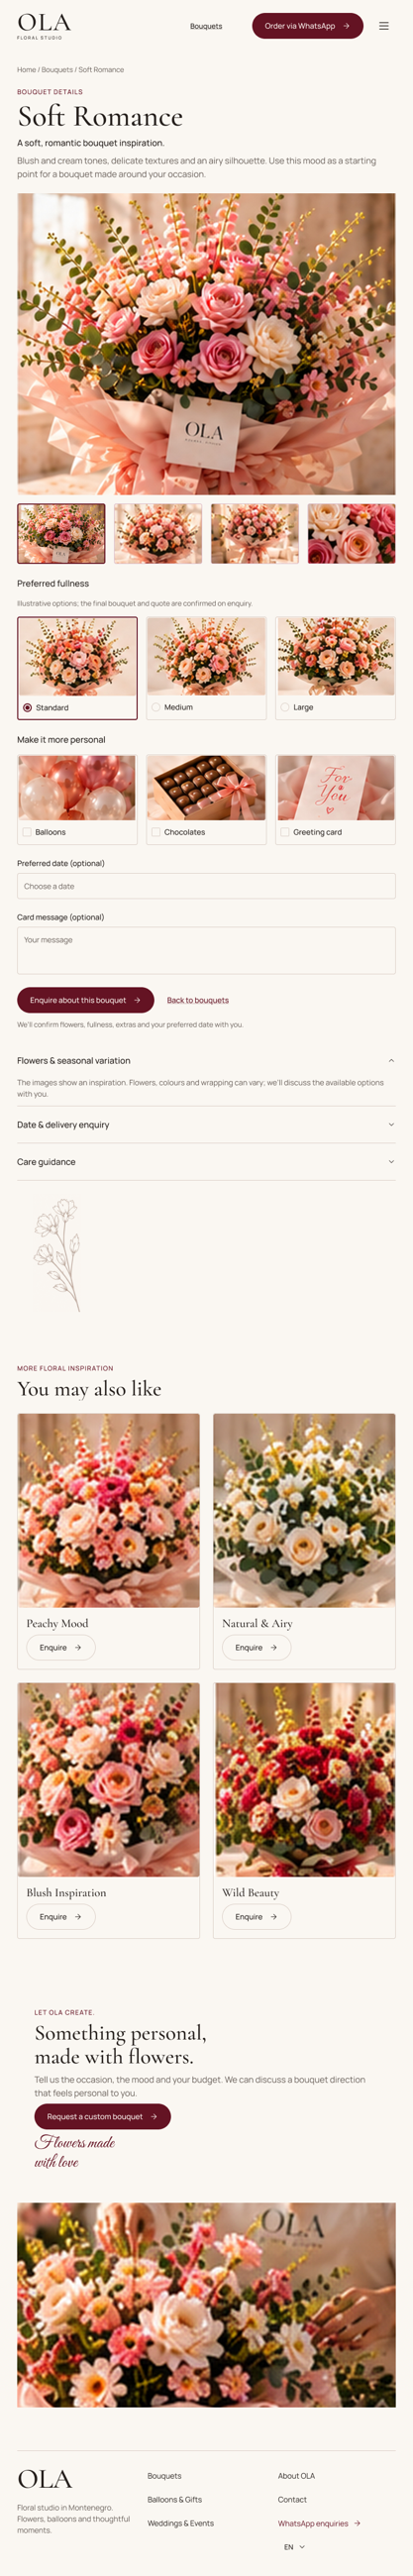 OLA
FLORAL STUDIO
Bouquets
Order via WhatsApp
Home / Bouquets / Soft Romance
BOUQUET DETAILS
Soft Romance
A soft, romantic bouquet inspiration.
Blush and cream tones, delicate textures and an airy silhouette. Use this mood as a starting
point for a bouquet made around your occasion.
OLA
Preferred fullness
Illustrative options; the final bouquet and quote are confirmed on enquiry.
Standard
Medium
Large
Make it more personal
For
You
Balloons
Chocolates
Greeting card
Preferred date (optional)
Choose a date
Card message (optional)
Your message
Enquire about this bouquet
Back to bouquets
We'll confirm flowers, fullness, extras and your preferred date with you.
Flowers & seasonal variation
The images show an inspiration. Flowers, colours and wrapping can vary; we'll discuss the available options
with you.
Date & delivery enquiry
Care guidance
MORE FLORAL INSPIRATION
You may also like
Peachy Mood
Enquire
Natural & Airy
Enquire
Blush Inspiration
Enquire
Wild Beauty
Enquire
LET OLA CREATE.
Something personal,
made with flowers.
Tell us the occasion, the mood and your budget. We can discuss a bouquet direction
that feels personal to you.
Request a custom bouquet
Flowers made
with love
OLA
OLA
Floral studio in Montenegro.
Flowers, balloons and thoughtful
moments.
Bouquets
Balloons & Gifts
Weddings & Events
About OLA
Contact
WhatsApp enquiries
EN